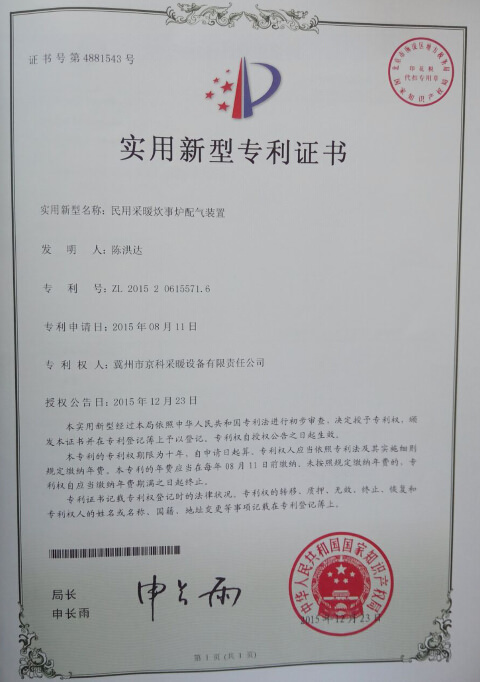 证书号第4881543号
印花税
代扣专用章
实用新型专利证书
实用新型名称：民用采暖炊事炉配气装置
发明人：陈洪达
专利号：ZL 2015 2 0615571.6
专利申请日：2015年08月11日
专利权人：冀州市京科采暖设备有限责任公司
授权公告日：2015年12月23日
本实用新型经过本局依照中华人民共和国专利法进行初步审查，决定授予专利权，颁
发本证书并在专利登记簿上予以登记。专利权自授权公告之日起生效。
本专利的专利权期限为十年，自申请日起算。专利权人应当依照专利法及其实施细则
规定缴纳年费。本专利的年费应当在每年08月11日前缴纳。未按照规定缴纳年费的，专
利权自应当缴纳年费期满之日起终止。
专利证书记载专利权登记时的法律状况。专利权的转移、质押、无效、终止、恢复和
专利权人的姓名或名称、国籍、地址变更等事项记载在专利登记簿上。
局长
申长雨
申长雨
中华人民共和国国家知识产权局
2015年12月23日
第1页（共1页）